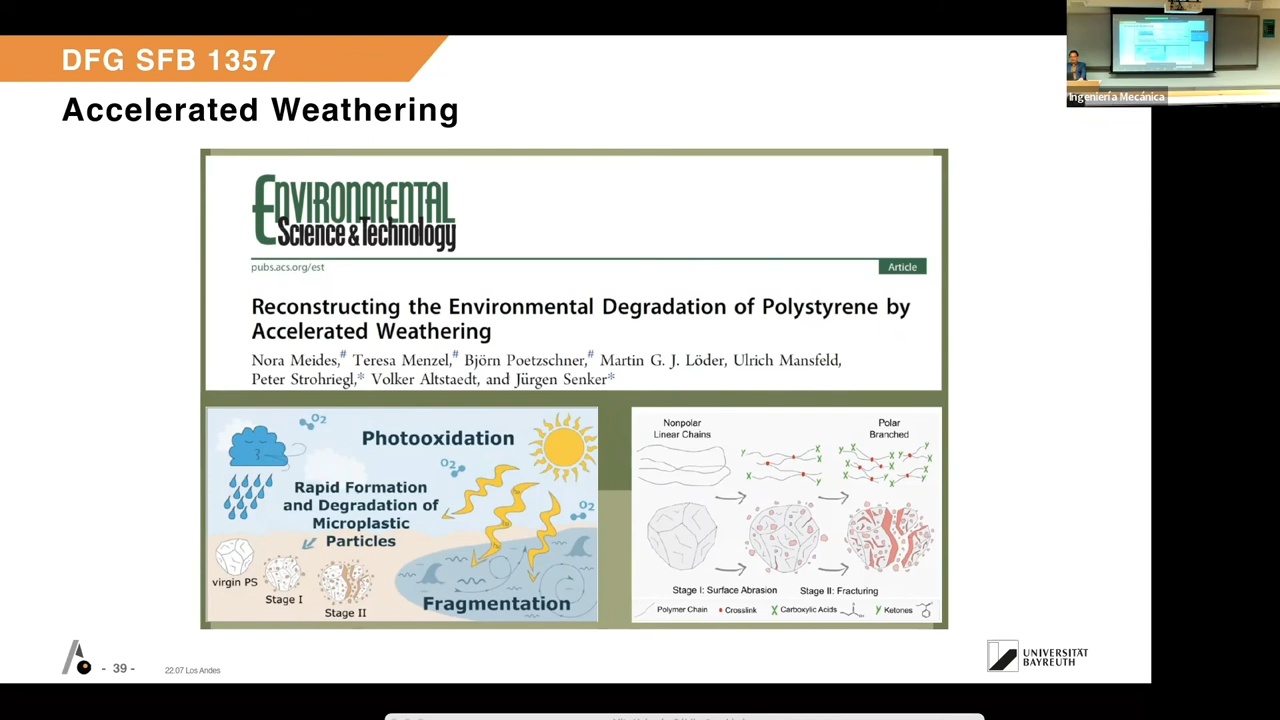 DFG SFB 1357
Accelerated Weathering
Ingeniería Mecánica
ENVIRONMENTAL
Science & Technology
pubs.acs.org/est
Article
Reconstructing the Environmental Degradation of Polystyrene by
Accelerated Weathering
Nora Meides,# Teresa Menzel,# Björn Poetzschner,# Martin G. J. Löder, Ulrich Mansfeld,
Peter Strohriegl,* Volker Altstaedt, and Jürgen Senker*
O2
Photooxidation
O2
Rapid Formation
and Degradation of
Microplastic
Particles
O2
virgin PS
Stage I
Stage II
Fragmentation
Nonpolar
Linear Chains
Polar
Branched
Stage I: Surface Abrasion
Stage II: Fracturing
Polymer Chain
Crosslink
Carboxylic Acids
Ketones
- 39 -
22.07 Los Andes
UNIVERSITÄT
BAYREUTH